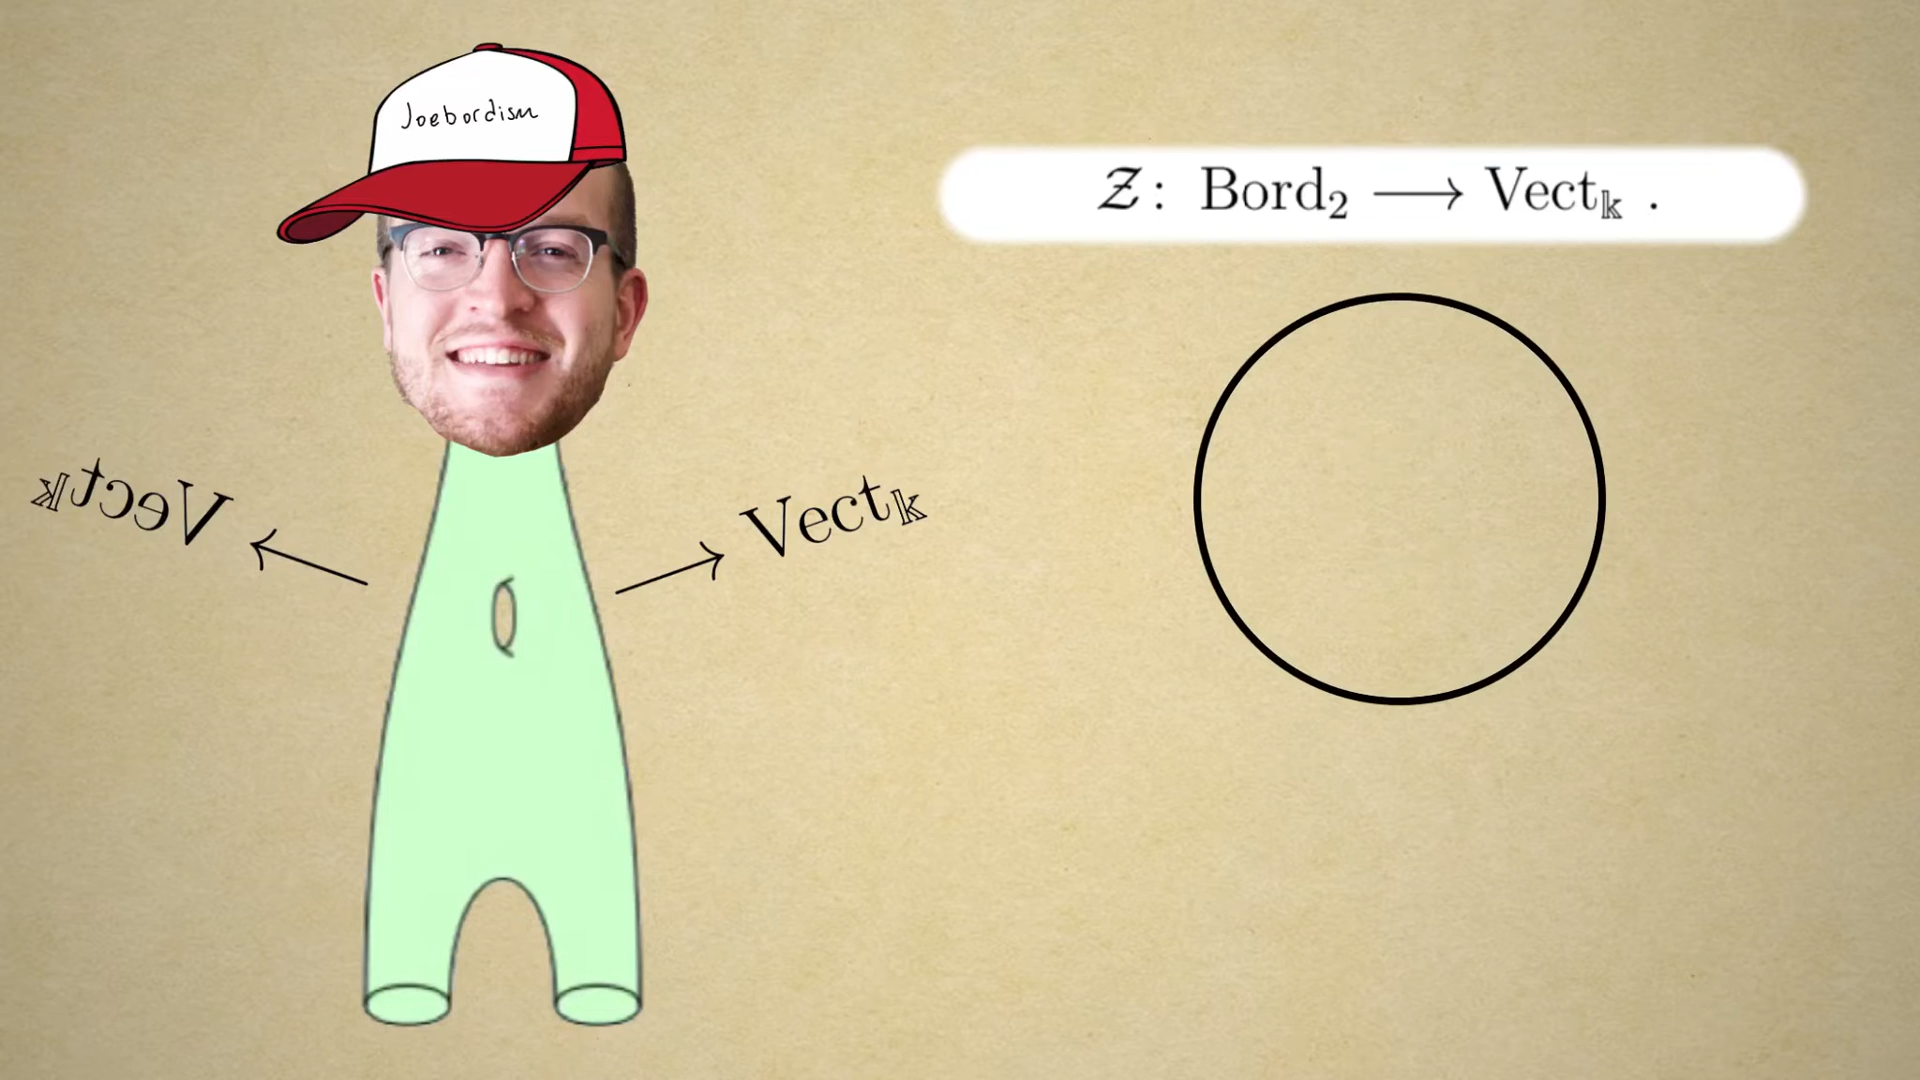 Joebordism
𝒵: Bord₂ ⟶ Vect𝕜 .
Vect𝕜
Vect𝕜